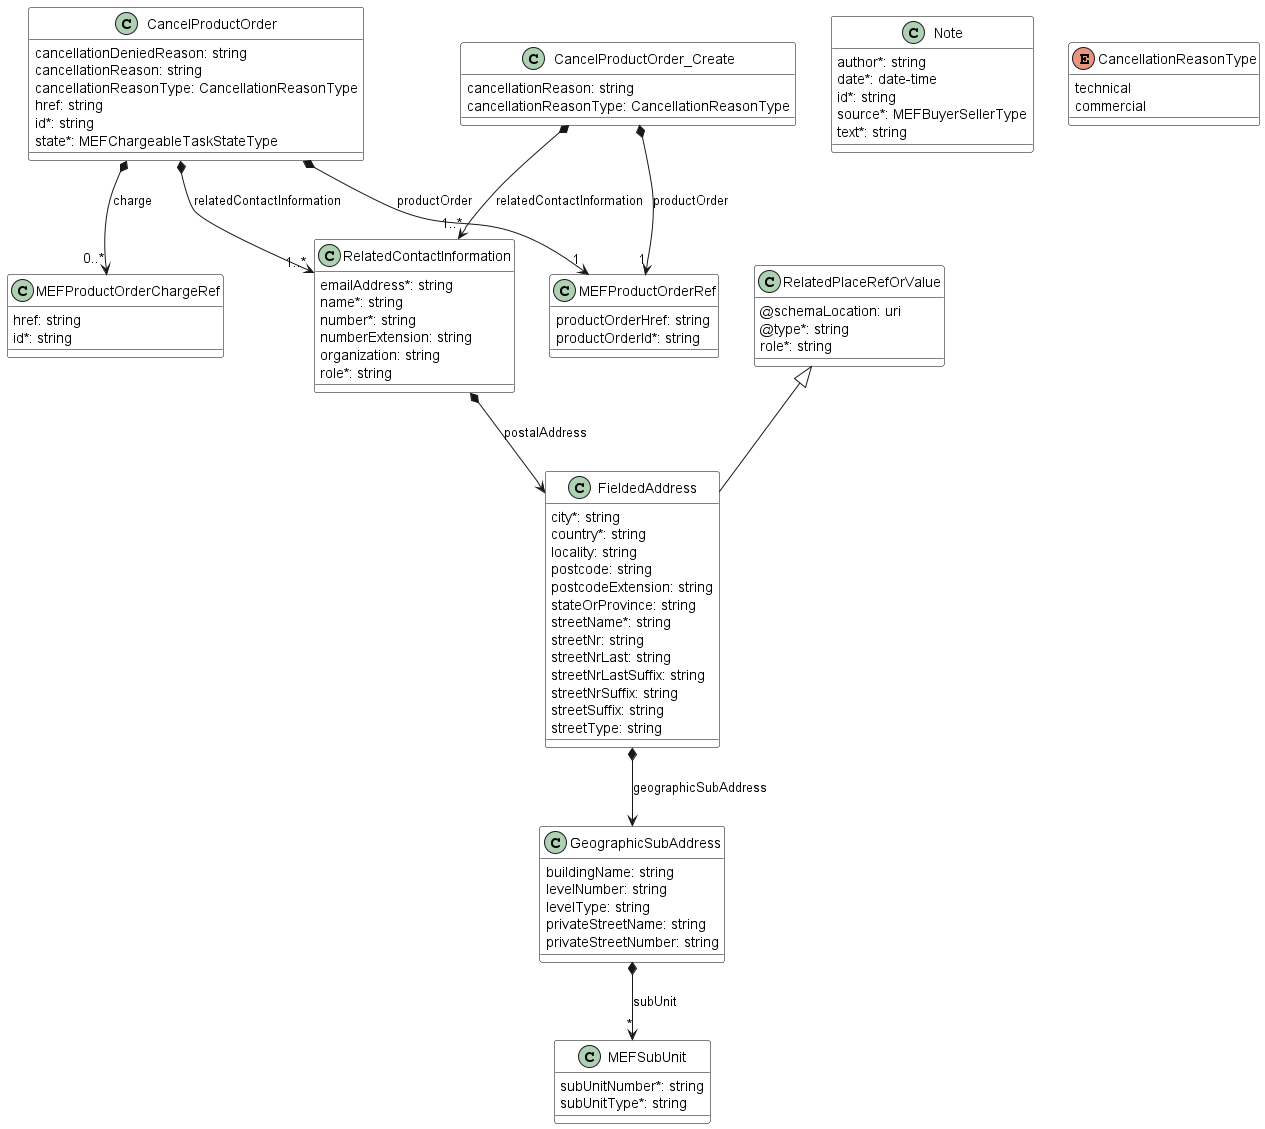 C CancelProductOrder
cancellationDeniedReason: string
cancellationReason: string
cancellationReasonType: CancellationReasonType
href: string
id*: string
state*: MEFChargeableTaskStateType
C CancelProductOrder_Create
cancellationReason: string
cancellationReasonType: CancellationReasonType
C Note
author*: string
date*: date-time
id*: string
source*: MEFBuyerSellerType
text*: string
E CancellationReasonType
technical
commercial
charge
relatedContactInformation
productOrder
relatedContactInformation
productOrder
0..*
1..*
1..*
1
1
C MEFProductOrderChargeRef
href: string
id*: string
C RelatedContactInformation
emailAddress*: string
name*: string
number*: string
numberExtension: string
organization: string
role*: string
C MEFProductOrderRef
productOrderHref: string
productOrderId*: string
C RelatedPlaceRefOrValue
@schemaLocation: uri
@type*: string
role*: string
postalAddress
C FieldedAddress
city*: string
country*: string
locality: string
postcode: string
postcodeExtension: string
stateOrProvince: string
streetName*: string
streetNr: string
streetNrLast: string
streetNrLastSuffix: string
streetNrSuffix: string
streetSuffix: string
streetType: string
geographicSubAddress
C GeographicSubAddress
buildingName: string
levelNumber: string
levelType: string
privateStreetName: string
privateStreetNumber: string
subUnit
*
C MEFSubUnit
subUnitNumber*: string
subUnitType*: string